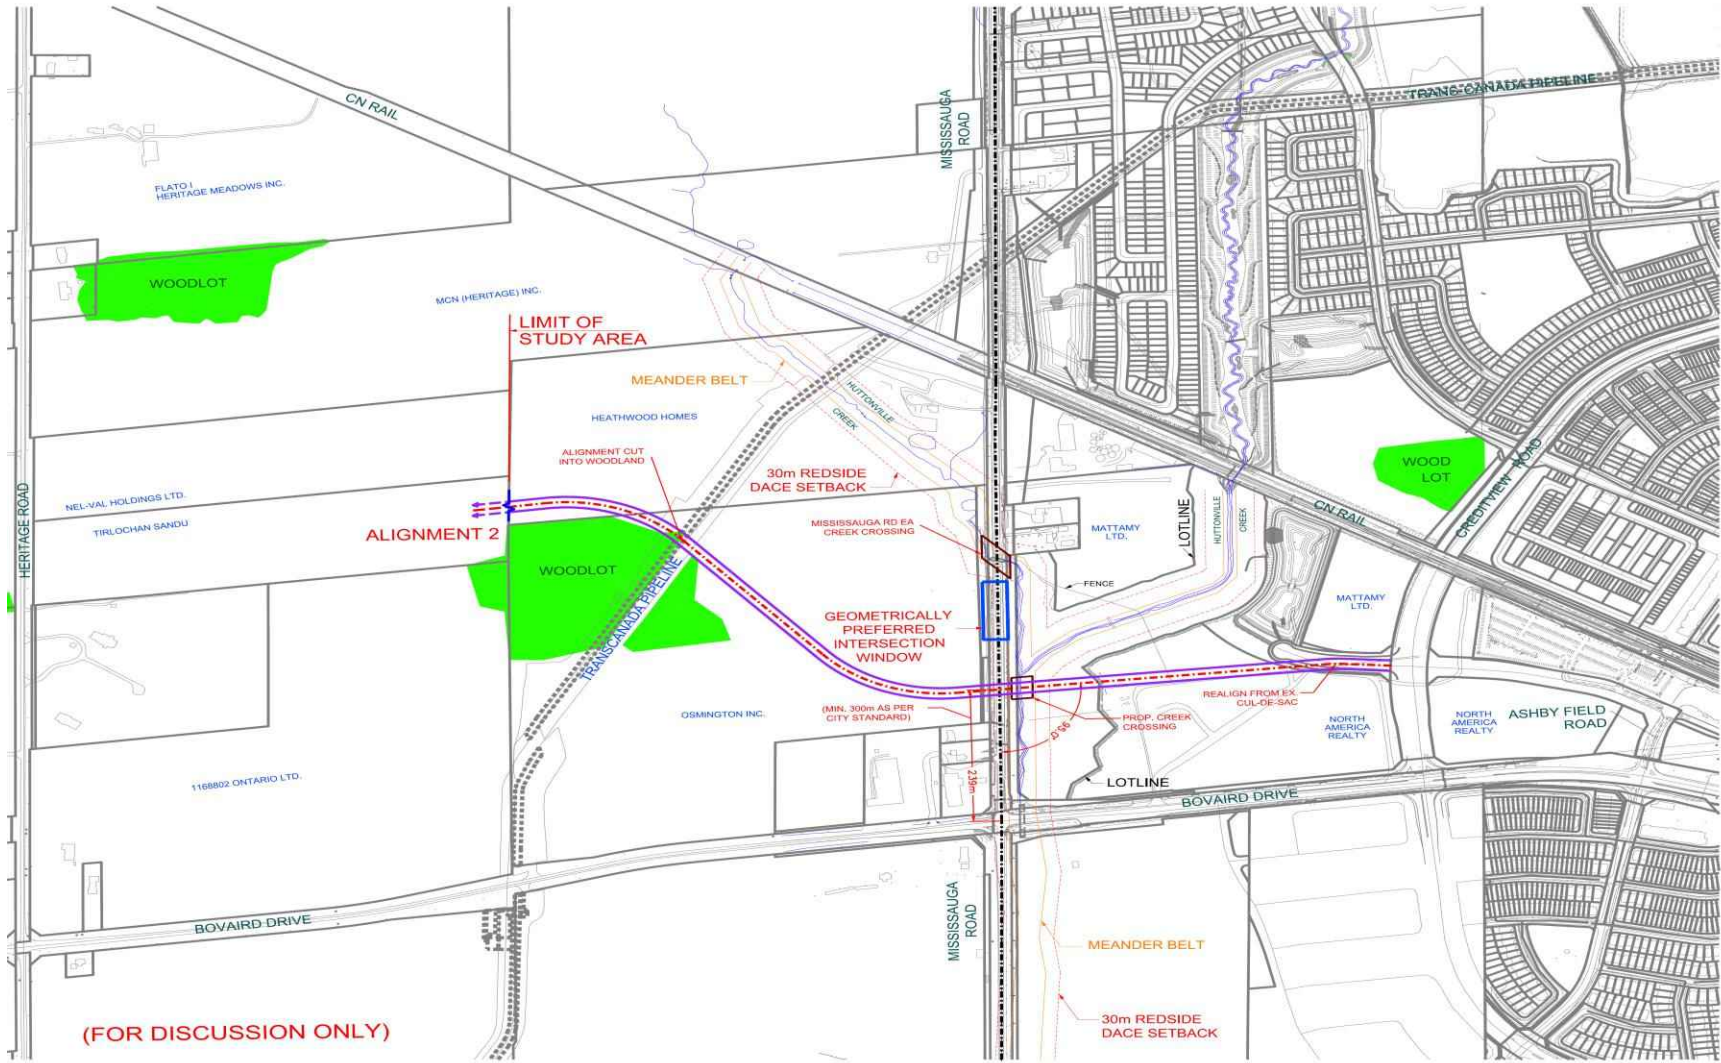 CN RAIL
MISSISSAUGA
ROAD
TRANS-CANADA PIPELINE
FLATO I
HERITAGE MEADOWS INC.
WOODLOT
MCN (HERITAGE) INC.
LIMIT OF
STUDY AREA
MEANDER BELT
HUTTONVILLE
CREEK
HEATHWOOD HOMES
ALIGNMENT CUT
INTO WOODLAND
30m REDSIDE
DACE SETBACK
WOOD
LOT
CREDITVIEW ROAD
CN RAIL
HERITAGE ROAD
NEL-VAL HOLDINGS LTD.
TIRLOCHAN SANDU
ALIGNMENT 2
MISSISSAUGA RD EA
CREEK CROSSING
MATTAMY
LTD.
LOTLINE
HUTTONVILLE
CREEK
FENCE
WOODLOT
TRANSCANADA PIPELINE
GEOMETRICALLY
PREFERRED
INTERSECTION
WINDOW
MATTAMY
LTD.
OSMINGTON INC.
(MIN. 300m AS PER
CITY STANDARD)
239m
95.0°
PROP. CREEK
CROSSING
REALIGN FROM EX.
CUL-DE-SAC
NORTH
AMERICA
REALTY
NORTH
AMERICA
REALTY
ASHBY FIELD
ROAD
1168802 ONTARIO LTD.
LOTLINE
BOVAIRD DRIVE
BOVAIRD DRIVE
MISSISSAUGA
ROAD
MEANDER BELT
30m REDSIDE
DACE SETBACK
(FOR DISCUSSION ONLY)